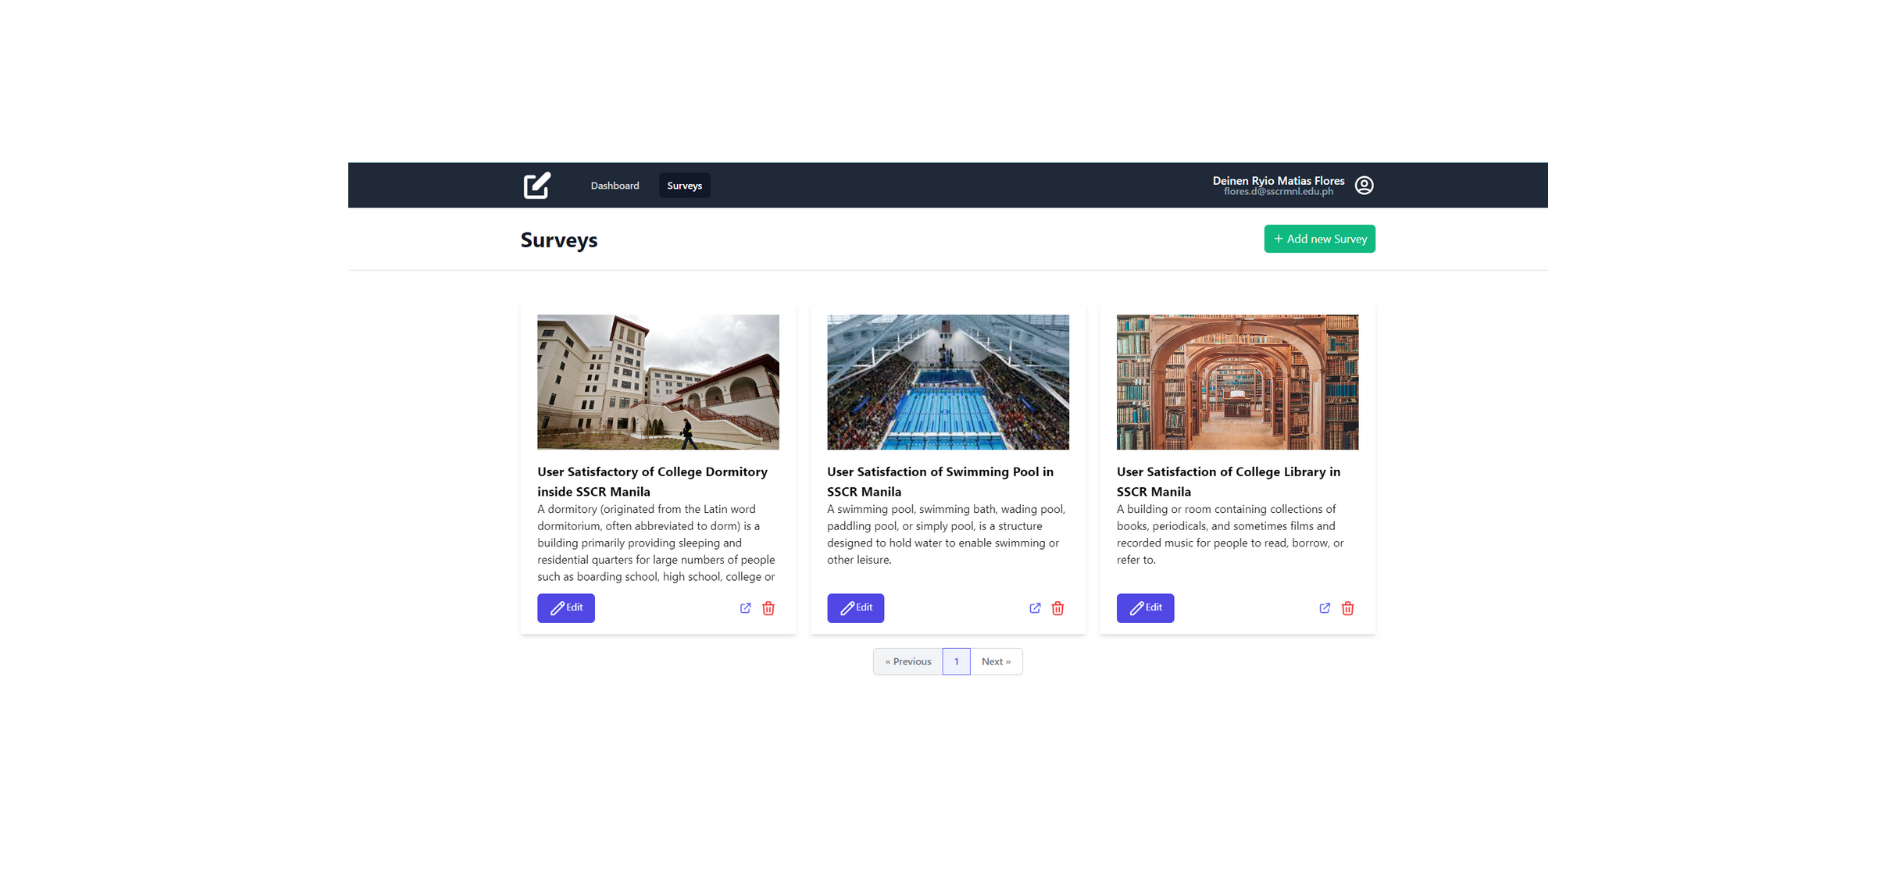 Dashboard
Surveys
Deinen Ryio Matias Flores
flores.d@sscrmnl.edu.ph
Surveys
+ Add new Survey
User Satisfactory of College Dormitory
inside SSCR Manila
A dormitory (originated from the Latin word
dormitorium, often abbreviated to dorm) is a
building primarily providing sleeping and
residential quarters for large numbers of people
such as boarding school, high school, college or
Edit
User Satisfaction of Swimming Pool in
SSCR Manila
A swimming pool, swimming bath, wading pool,
paddling pool, or simply pool, is a structure
designed to hold water to enable swimming or
other leisure.
Edit
User Satisfaction of College Library in
SSCR Manila
A building or room containing collections of
books, periodicals, and sometimes films and
recorded music for people to read, borrow, or
refer to.
Edit
« Previous
1
Next »